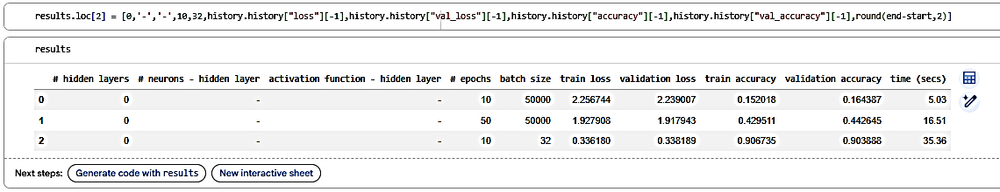 results.loc[2] = [0,'-','-',10,32,history.history["loss"][-1],history.history["val_loss"][-1],history.history["accuracy"][-1],history.history["val_accuracy"][-1],round(end-start,2)]
results
# hidden layers # neurons - hidden layer activation function - hidden layer # epochs batch size train loss validation loss train accuracy validation accuracy time (secs)
0 0 - - 10 50000 2.256744 2.239007 0.152018 0.164387 5.03
1 0 - - 50 50000 1.927908 1.917943 0.429511 0.442645 16.51
2 0 - - 10 32 0.336180 0.338189 0.906735 0.903888 35.36
Next steps: Generate code with results New interactive sheet